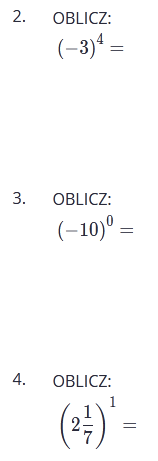 2. OBLICZ:
(−3)⁴ =
3. OBLICZ:
(−10)⁰ =
4. OBLICZ:
(2 1/7)¹ =